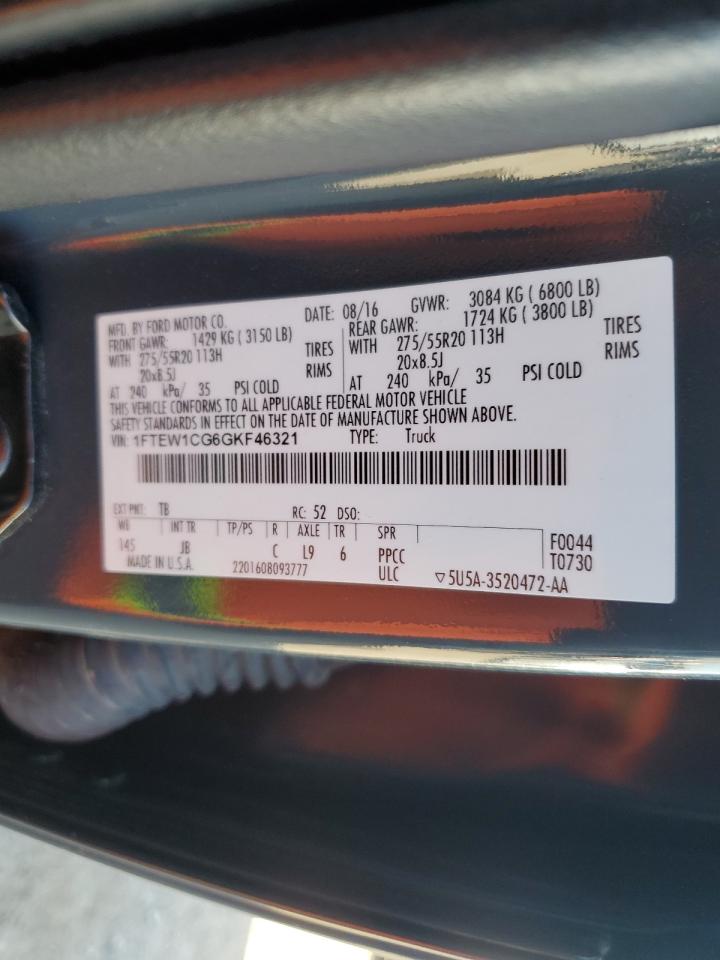 MFD. BY FORD MOTOR CO. DATE: 08/16 GVWR: 3084 KG ( 6800 LB)
FRONT GAWR: 1429 KG ( 3150 LB) REAR GAWR: 1724 KG ( 3800 LB)
WITH 275/55R20 113H TIRES WITH 275/55R20 113H TIRES
20x8.5J RIMS 20x8.5J RIMS
AT 240 kPa/ 35 PSI COLD AT 240 kPa/ 35 PSI COLD
THIS VEHICLE CONFORMS TO ALL APPLICABLE FEDERAL MOTOR VEHICLE
SAFETY STANDARDS IN EFFECT ON THE DATE OF MANUFACTURE SHOWN ABOVE.
VIN: 1FTEW1CG6GKF46321 TYPE: Truck
EXT PNT: TB RC: 52 DSO:
WB INT TR TP/PS R AXLE TR SPR F0044
145 JB C L9 6 PPCC T0730
MADE IN U.S.A. 2201608093777 ULC ▽5U5A-3520472-AA